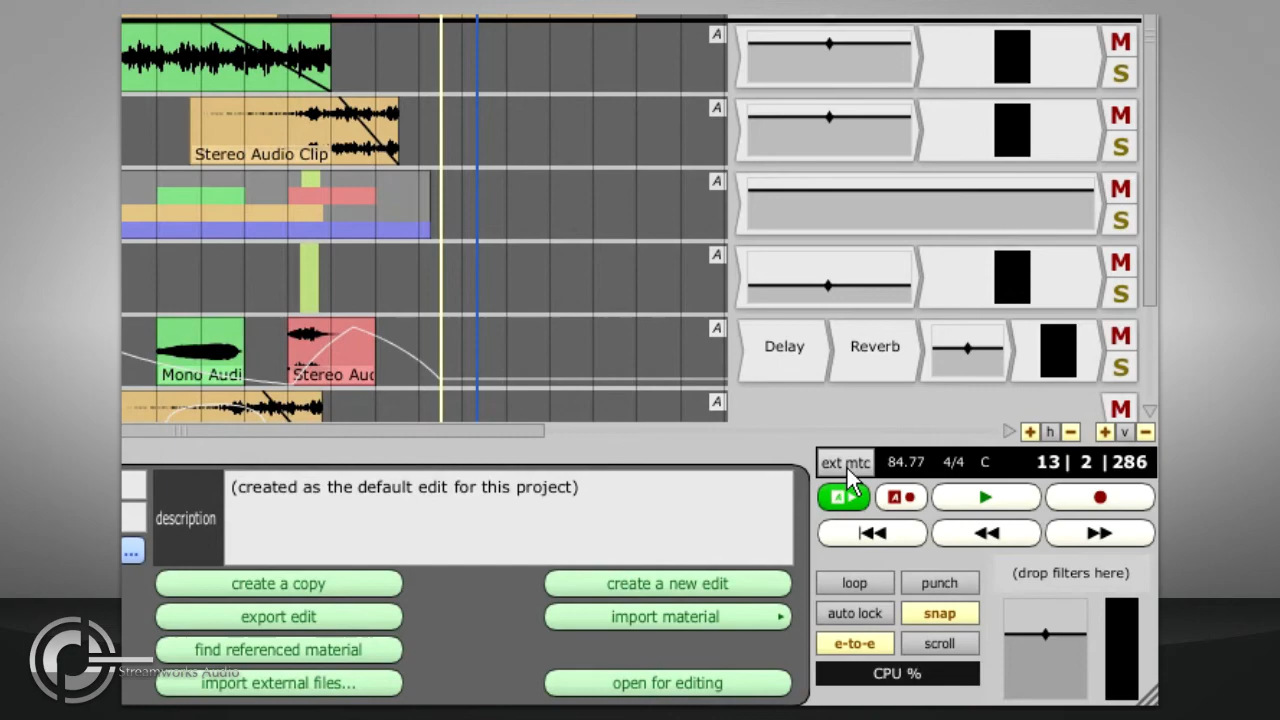 A
M
S
A
M
S
Stereo Audio Clip
A
M
S
A
M
S
A
Delay
Reverb
M
S
Mono Audi
Stereo Aud
A
M
+ h −
+ v −
ext mtc
84.77
4/4
C
13| 2 |286
description
(created as the default edit for this project)
A
A
...
create a copy
create a new edit
export edit
import material
find referenced material
import external files...
open for editing
loop
punch
(drop filters here)
auto lock
snap
e-to-e
scroll
CPU %
Streamworks Audio